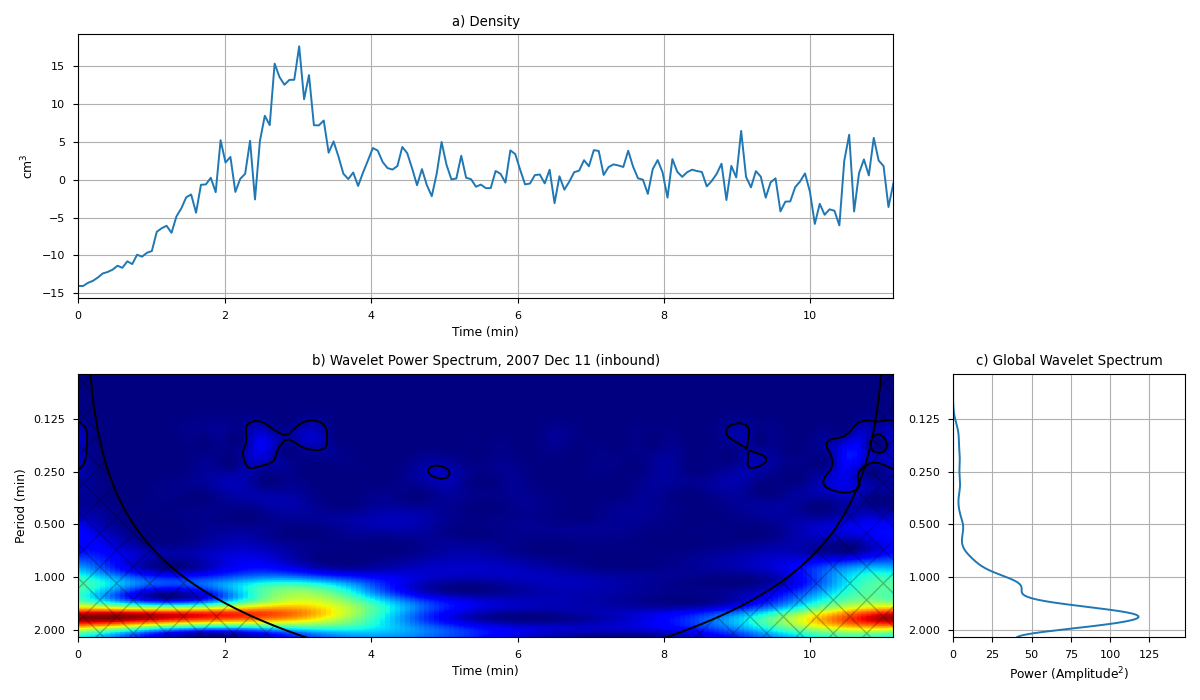 a) Density
15
10
5
0
−5
−10
−15
cm³
0 2 4 6 8 10
Time (min)
b) Wavelet Power Spectrum, 2007 Dec 11 (inbound)
0.125
0.250
0.500
1.000
2.000
Period (min)
0 2 4 6 8 10
Time (min)
c) Global Wavelet Spectrum
0.125
0.250
0.500
1.000
2.000
0 25 50 75 100 125
Power (Amplitude²)